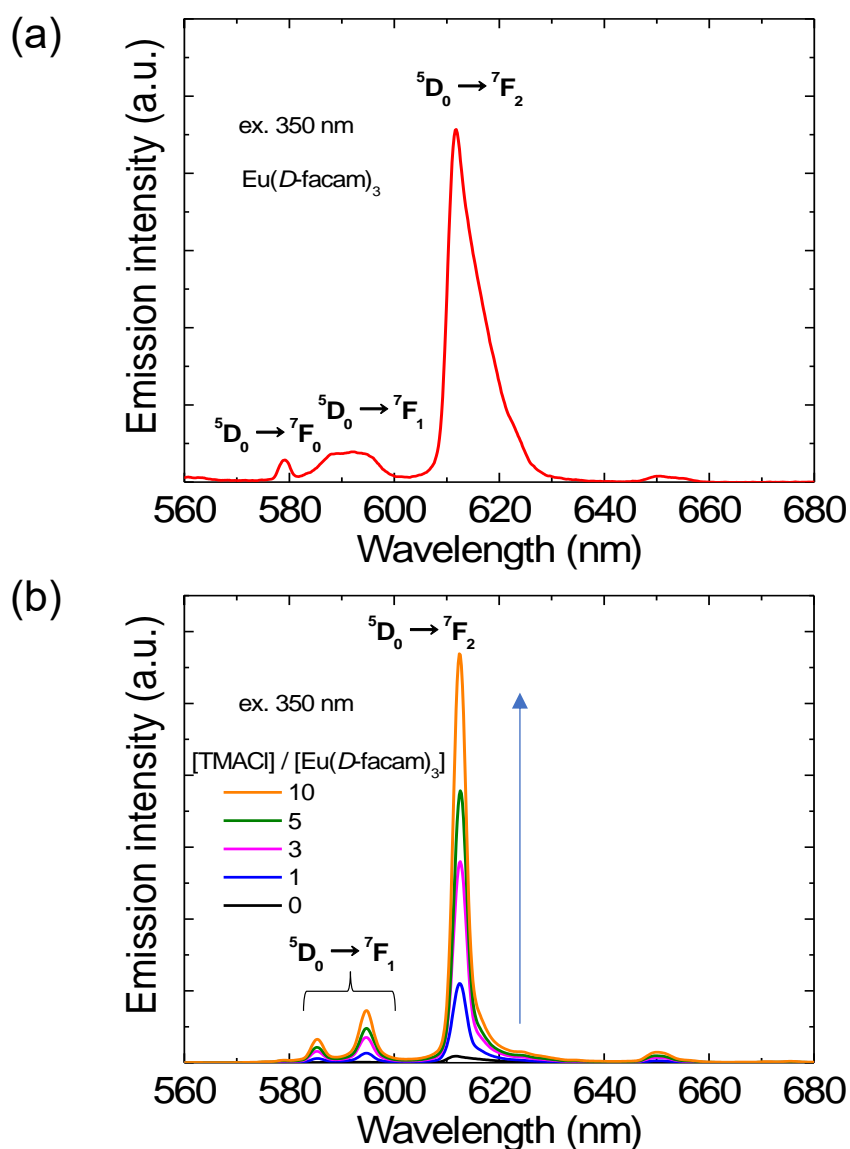 (a)
Emission intensity (a.u.)
⁵D₀ → ⁷F₂
ex. 350 nm
Eu(D-facam)₃
⁵D₀ → ⁷F₀
⁵D₀ → ⁷F₁
560 580 600 620 640 660 680
Wavelength (nm)
(b)
Emission intensity (a.u.)
⁵D₀ → ⁷F₂
ex. 350 nm
[TMACl] / [Eu(D-facam)₃]
10
5
3
1
0
⁵D₀ → ⁷F₁
560 580 600 620 640 660 680
Wavelength (nm)